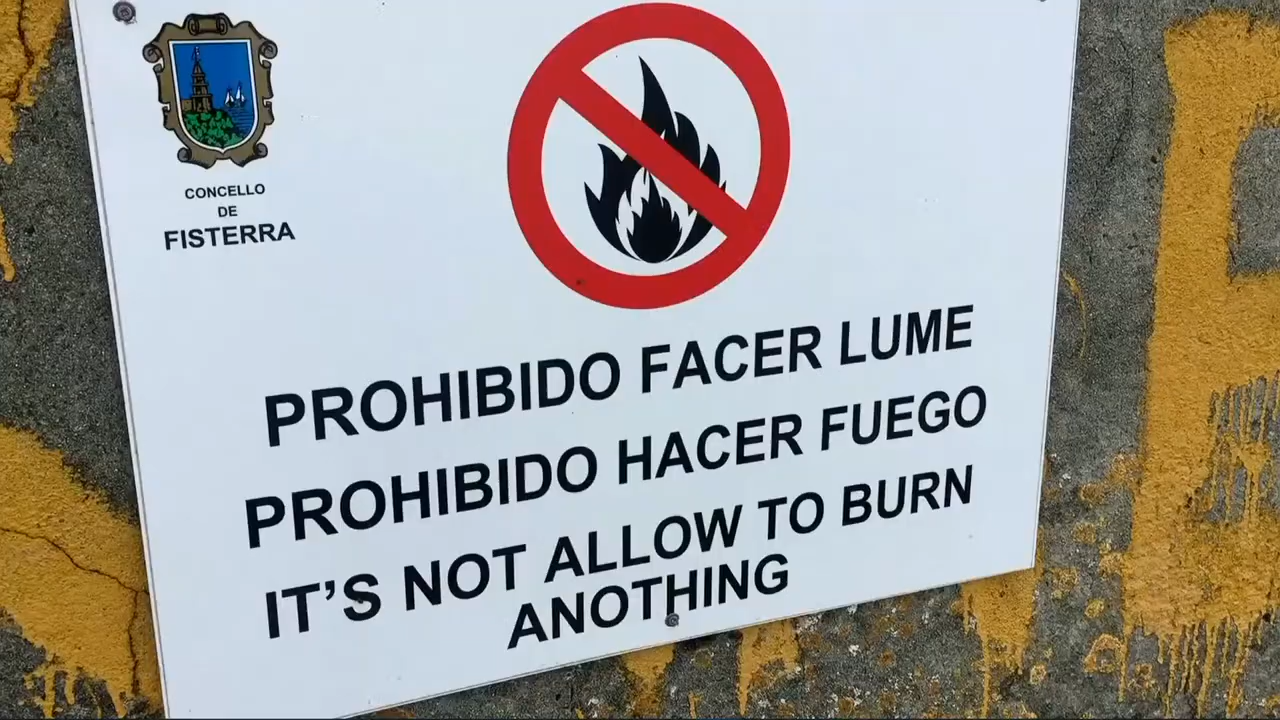 CONCELLO
DE
FISTERRA
PROHIBIDO FACER LUME
PROHIBIDO HACER FUEGO
IT'S NOT ALLOW TO BURN
ANOTHING